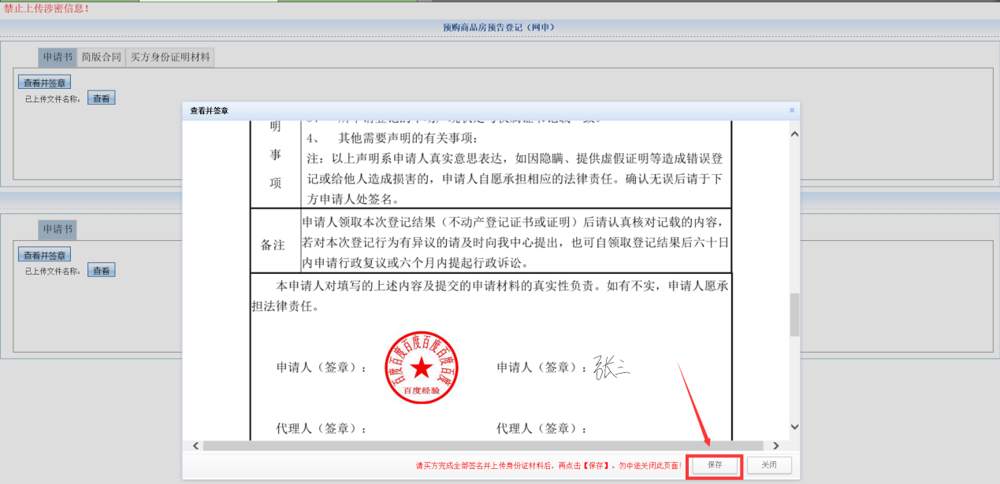 禁止上传涉密信息！
预购商品房预告登记（网申）
申请书 简版合同 买方身份证明材料
查看并签章
已上传文件名称。 查看
申请书
查看并签章
已上传文件名称。 查看
查看并签章 ×
明
事
项
4、 其他需要声明的有关事项：
注：以上声明系申请人真实意思表达，如因隐瞒、提供虚假证明等造成错误登
记或给他人造成损害的，申请人自愿承担相应的法律责任。确认无误后请于下
方申请人处签名。
备注
申请人领取本次登记结果（不动产登记证书或证明）后请认真核对记载的内容，
若对本次登记行为有异议的请及时向我中心提出，也可自领取登记结果后六十日
内申请行政复议或六个月内提起行政诉讼。
本申请人对填写的上述内容及提交的申请材料的真实性负责。如有不实，申请人愿承
担法律责任。
申请人（签章）：
百度百度百度百度百度百度
百度经验
申请人（签章）：张三
代理人（签章）： 代理人（签章）：
请买方完成全部签名并上传身份证材料后，再点击【保存】。勿中途关闭此页面！ 保存 关闭